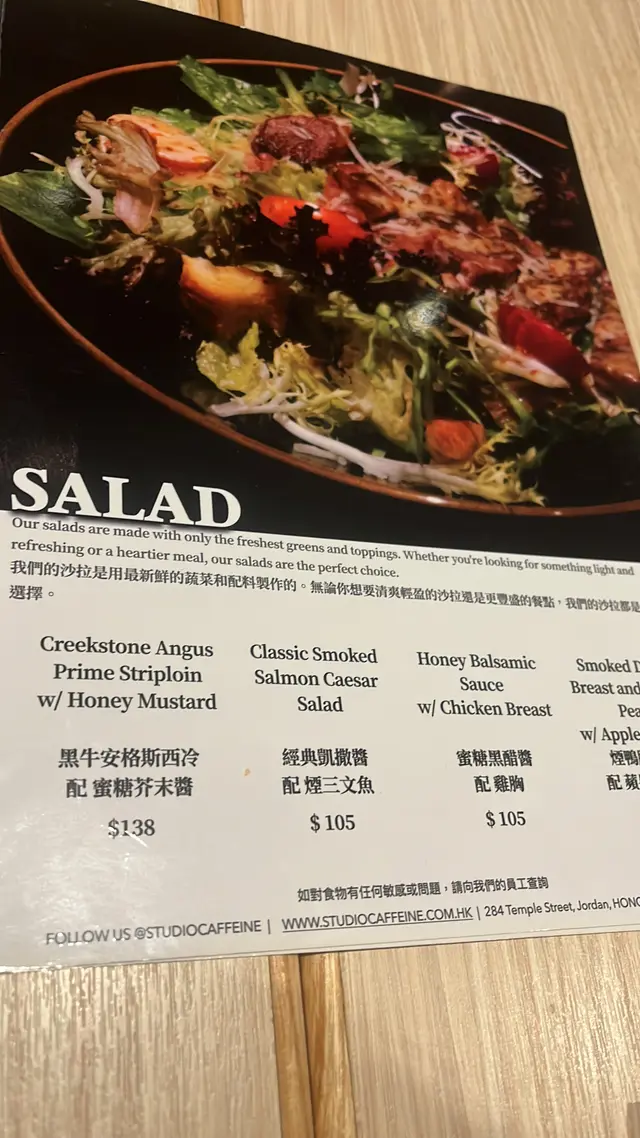 SALAD
Our salads are made with only the freshest greens and toppings. Whether you're looking for something light and
refreshing or a heartier meal, our salads are the perfect choice.
我們的沙拉是用最新鮮的蔬菜和配料製作的。無論你想要清爽輕盈的沙拉還是更豐盛的餐點，我們的沙拉都是
選擇。
Creekstone Angus
Prime Striploin
w/ Honey Mustard
黑牛安格斯西冷
配 蜜糖芥末醬
$138
Classic Smoked
Salmon Caesar
Salad
經典凱撒醬
配 煙三文魚
$ 105
Honey Balsamic
Sauce
w/ Chicken Breast
蜜糖黑醋醬
配 雞胸
$ 105
Smoked
Breast and
w/ Apple
煙鴨
配 蘋
如對食物有任何敏感或問題，請向我們的員工查詢
FOLLOW US @STUDIOCAFFEINE | WWW.STUDIOCAFFEINE.COM.HK | 284 Temple Street, Jordan,